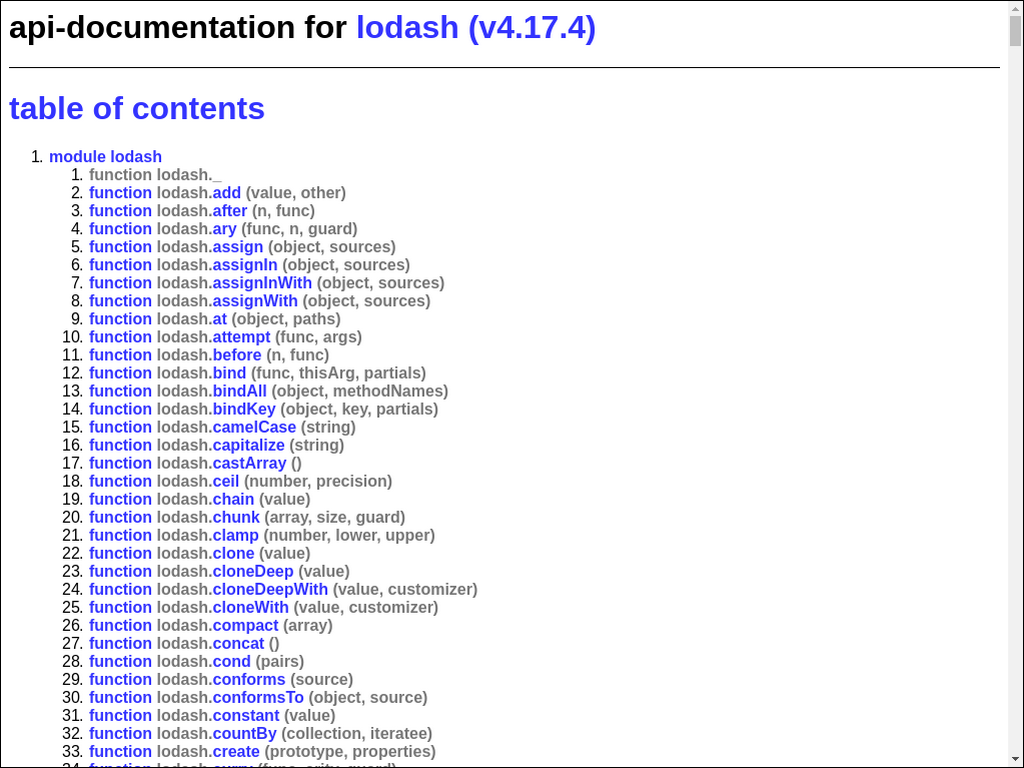 api-documentation for lodash (v4.17.4)
table of contents
1. module lodash
1. function lodash._
2. function lodash.add (value, other)
3. function lodash.after (n, func)
4. function lodash.ary (func, n, guard)
5. function lodash.assign (object, sources)
6. function lodash.assignIn (object, sources)
7. function lodash.assignInWith (object, sources)
8. function lodash.assignWith (object, sources)
9. function lodash.at (object, paths)
10. function lodash.attempt (func, args)
11. function lodash.before (n, func)
12. function lodash.bind (func, thisArg, partials)
13. function lodash.bindAll (object, methodNames)
14. function lodash.bindKey (object, key, partials)
15. function lodash.camelCase (string)
16. function lodash.capitalize (string)
17. function lodash.castArray ()
18. function lodash.ceil (number, precision)
19. function lodash.chain (value)
20. function lodash.chunk (array, size, guard)
21. function lodash.clamp (number, lower, upper)
22. function lodash.clone (value)
23. function lodash.cloneDeep (value)
24. function lodash.cloneDeepWith (value, customizer)
25. function lodash.cloneWith (value, customizer)
26. function lodash.compact (array)
27. function lodash.concat ()
28. function lodash.cond (pairs)
29. function lodash.conforms (source)
30. function lodash.conformsTo (object, source)
31. function lodash.constant (value)
32. function lodash.countBy (collection, iteratee)
33. function lodash.create (prototype, properties)
34. function lodash.curry (func, arity, guard)